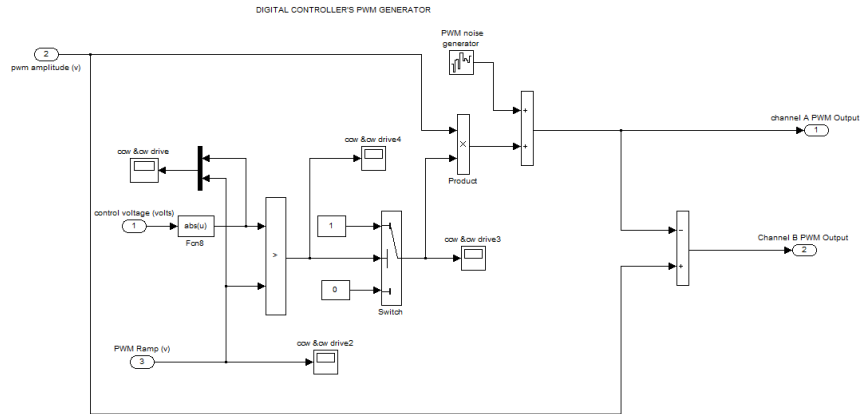 DIGITAL CONTROLLER'S PWM GENERATOR
PWM noise
generator
2
pwm amplitude (v)
+
+
channel A PWM Output
1
ccw &cw drive4
ccw &cw drive
×
Product
control voltage (volts)
1
abs(u)
Fcn8
>
1
ccw &cw drive3
0
Switch
−
+
Channel B PWM Output
2
PWM Ramp (v)
3
ccw &cw drive2